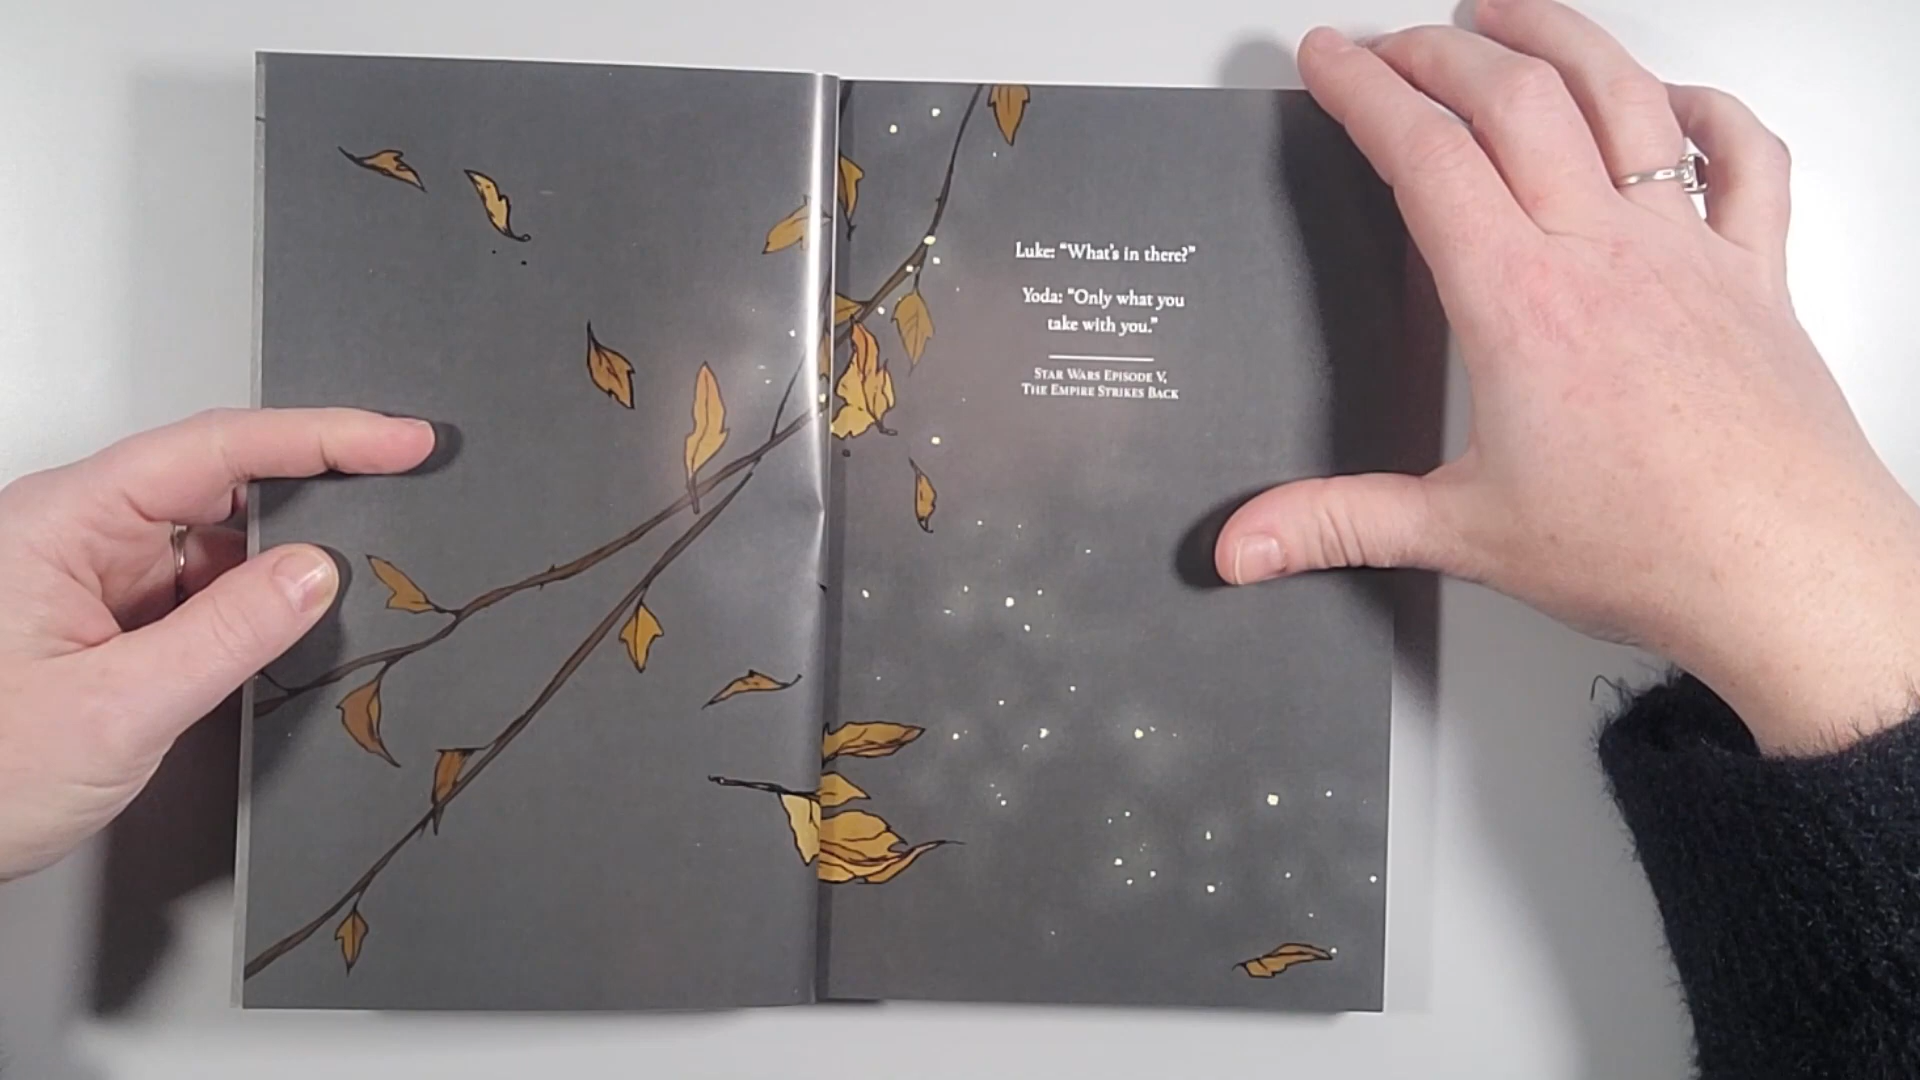 Luke: “What’s in there?”
Yoda: “Only what you
take with you.”
Star Wars Episode V,
The Empire Strikes Back